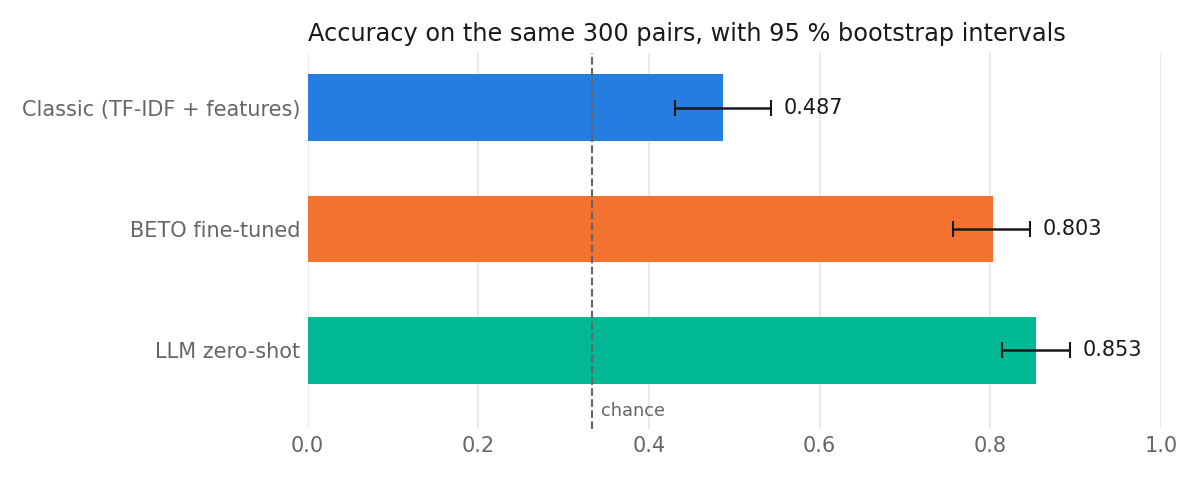 Accuracy on the same 300 pairs, with 95 % bootstrap intervals
Classic (TF-IDF + features)
0.487
BETO fine-tuned
0.803
LLM zero-shot
0.853
chance
0.0 0.2 0.4 0.6 0.8 1.0